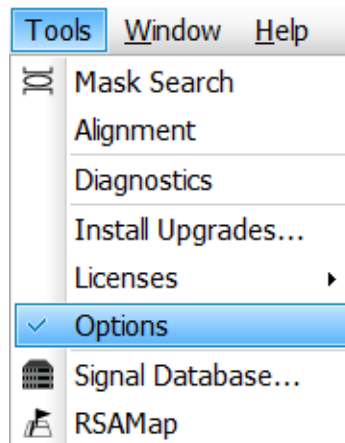 Tools Window Help
Mask Search
Alignment
Diagnostics
Install Upgrades...
Licenses
Options
Signal Database...
RSAMap